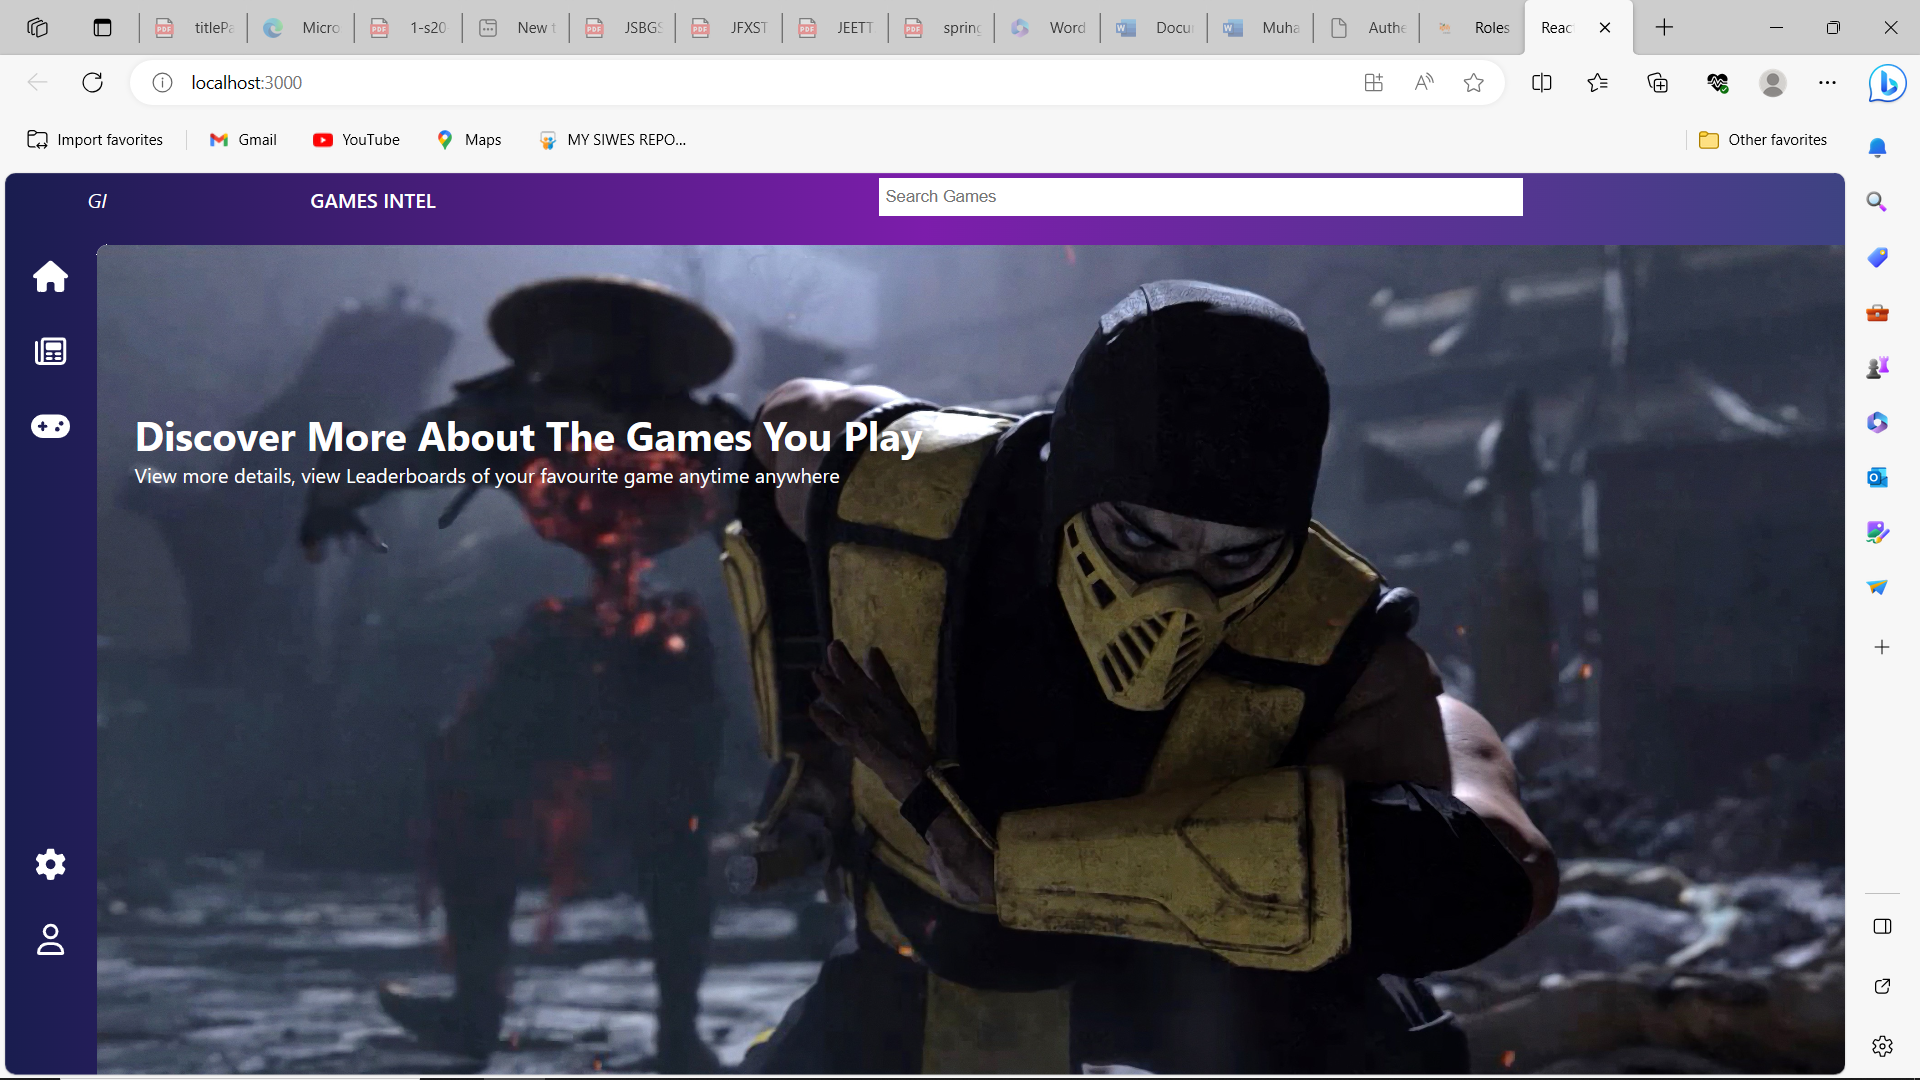 titlePa
Micro
1-s20
New t
JSBGS
JFXST
JEETT
spring
Word
Docu
Muha
Authe
Roles
Reac
localhost:3000
Import favorites
Gmail
YouTube
Maps
MY SIWES REPO...
Other favorites
GI
GAMES INTEL
Search Games
Discover More About The Games You Play
View more details, view Leaderboards of your favourite game anytime anywhere